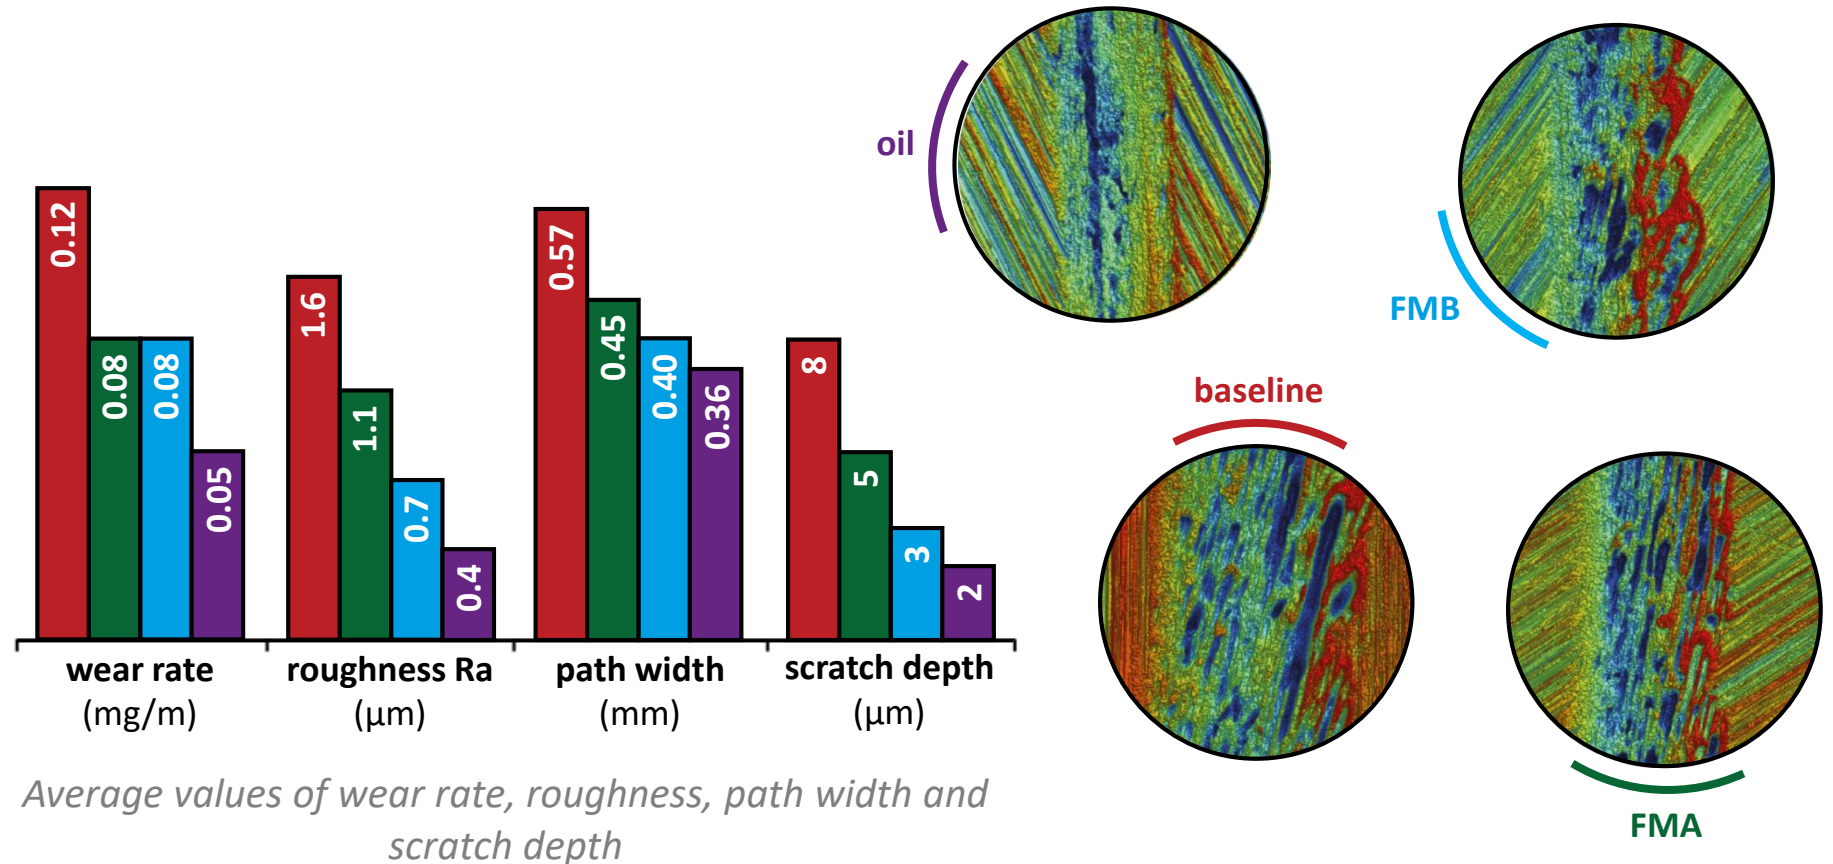 oil
FMB
baseline
FMA
0.12
0.08
0.08
0.05
1.6
1.1
0.7
0.4
0.57
0.45
0.40
0.36
8
5
3
2
wear rate
(mg/m)
roughness Ra
(µm)
path width
(mm)
scratch depth
(µm)
Average values of wear rate, roughness, path width and
scratch depth